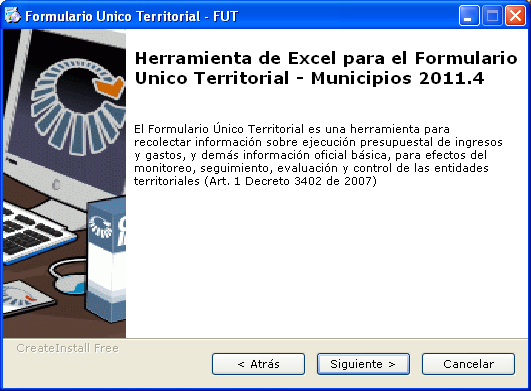 Formulario Unico Territorial - FUT
Herramienta de Excel para el Formulario
Unico Territorial - Municipios 2011.4
El Formulario Único Territorial es una herramienta para
recolectar información sobre ejecución presupuestal de ingresos
y gastos, y demás información oficial básica, para efectos del
monitoreo, seguimiento, evaluación y control de las entidades
territoriales (Art. 1 Decreto 3402 de 2007)
CreateInstall Free
< Atrás
Siguiente >
Cancelar